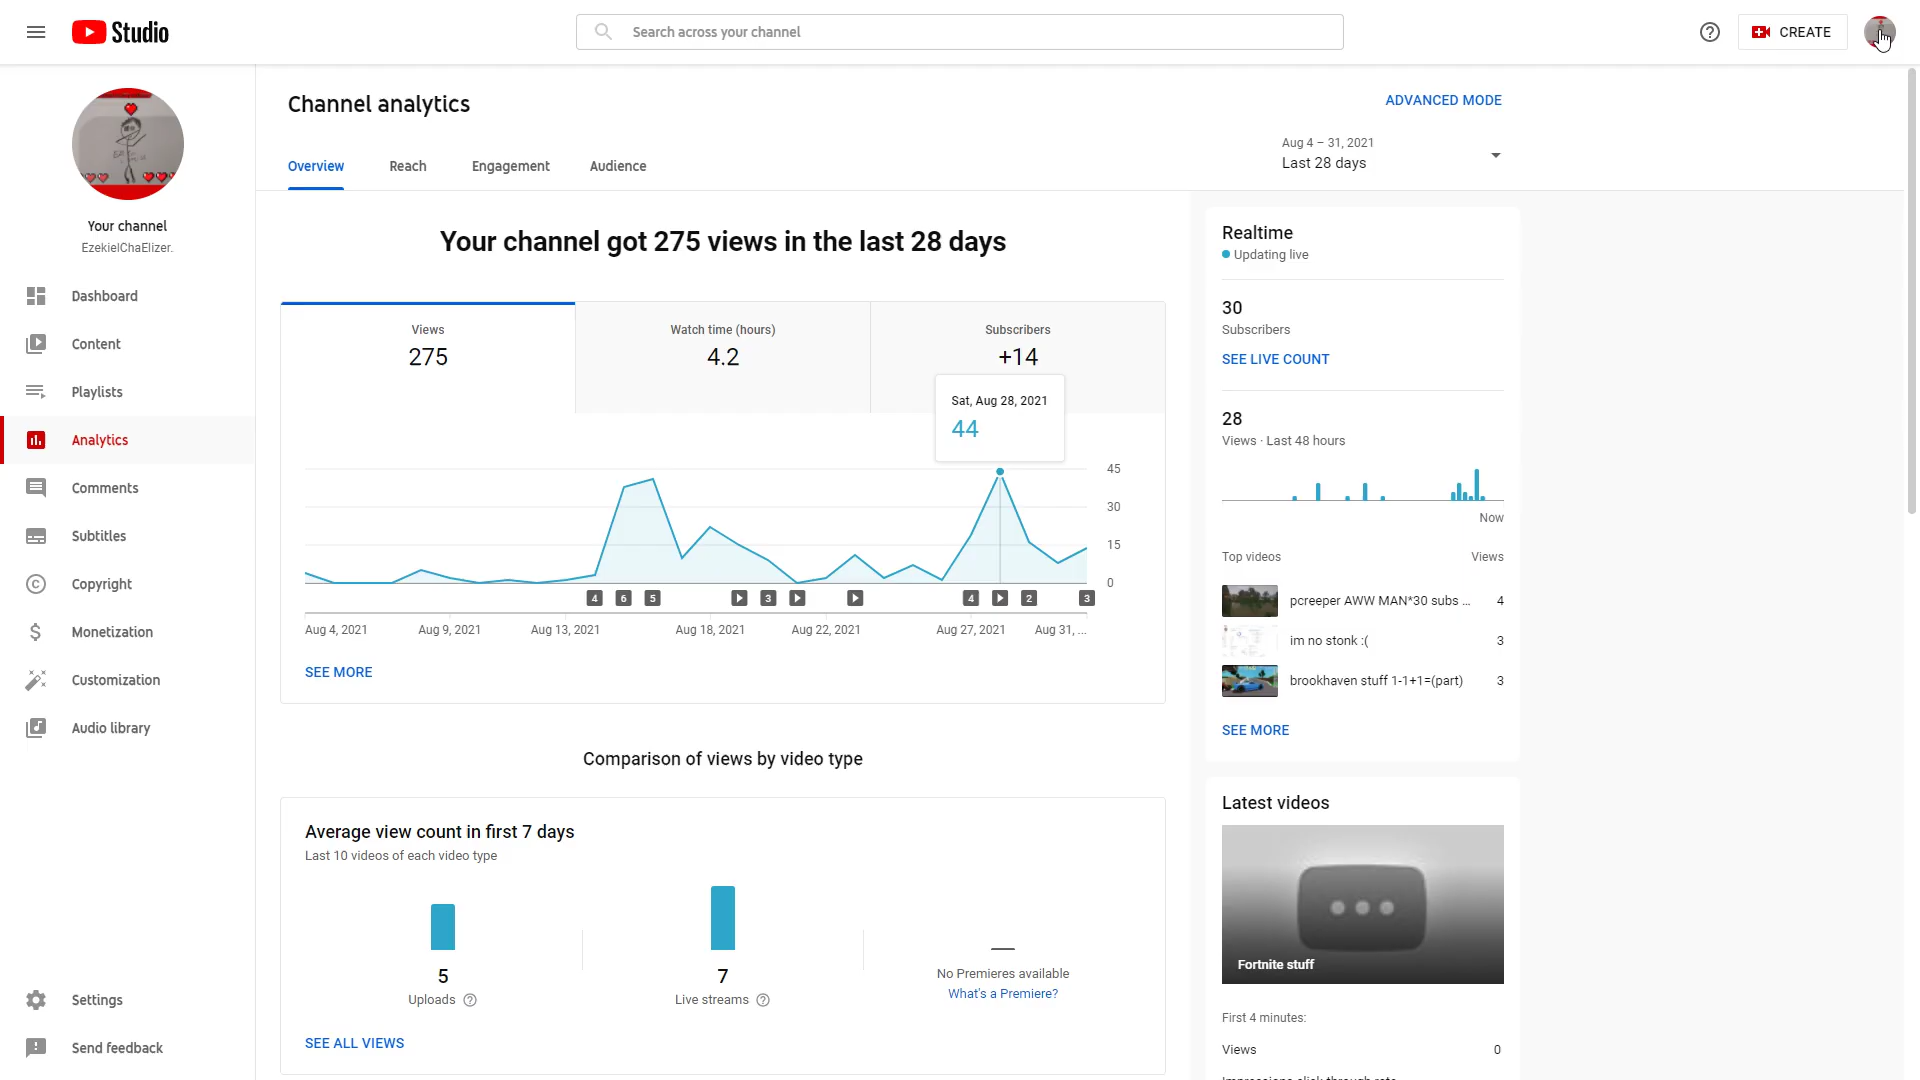 Studio
Search across your channel
CREATE
Your channel
EzekielChaElizer.
Dashboard
Content
Playlists
Analytics
Comments
Subtitles
Copyright
Monetization
Customization
Audio library
Settings
Send feedback
Channel analytics
ADVANCED MODE
Overview
Reach
Engagement
Audience
Aug 4 – 31, 2021
Last 28 days
Your channel got 275 views in the last 28 days
Views
275
Watch time (hours)
4.2
Subscribers
+14
Sat, Aug 28, 2021
44
45
30
15
0
4 6 5 3 4 2 3
Aug 4, 2021 Aug 9, 2021 Aug 13, 2021 Aug 18, 2021 Aug 22, 2021 Aug 27, 2021 Aug 31, ...
SEE MORE
Comparison of views by video type
Average view count in first 7 days
Last 10 videos of each video type
5
Uploads
7
Live streams
No Premieres available
What's a Premiere?
SEE ALL VIEWS
Realtime
Updating live
30
Subscribers
SEE LIVE COUNT
28
Views · Last 48 hours
Now
Top videos Views
pcreeper AWW MAN*30 subs ... 4
im no stonk :( 3
brookhaven stuff 1-1+1=(part) 3
SEE MORE
Latest videos
Fortnite stuff
First 4 minutes:
Views 0